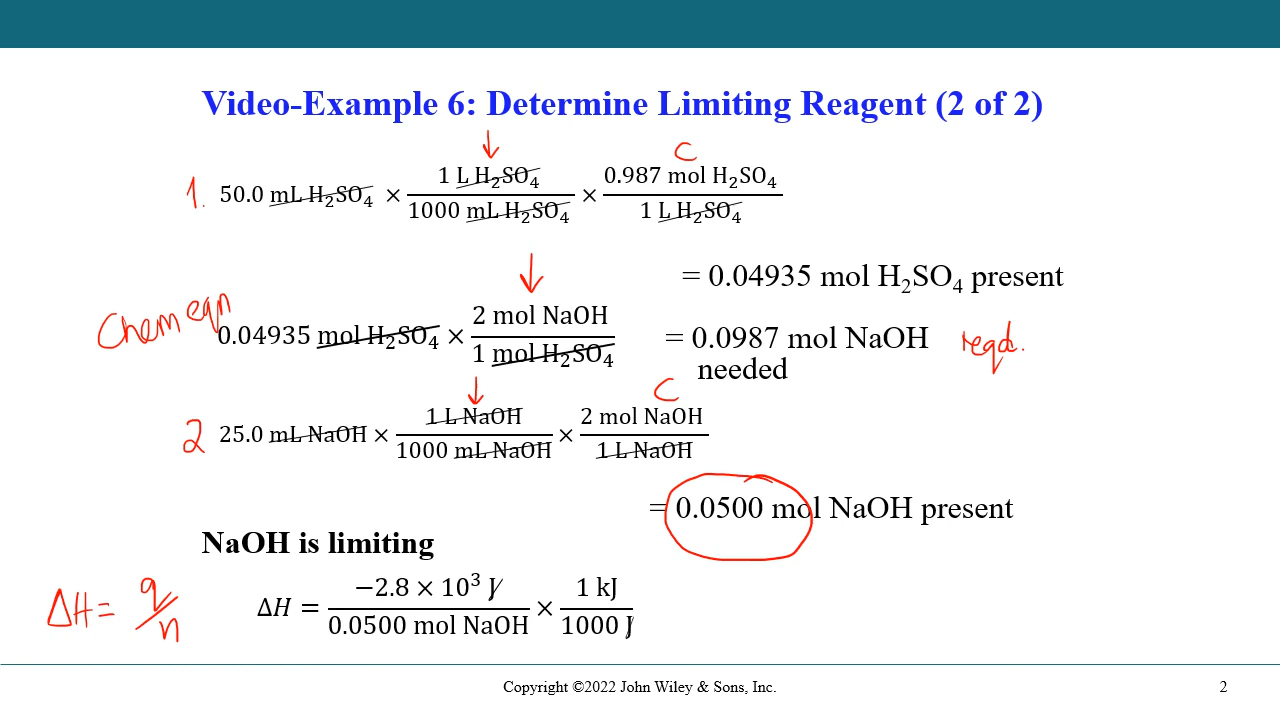 Video-Example 6: Determine Limiting Reagent (2 of 2)
↓ C
1. 50.0 mL H₂SO₄ × 1 L H₂SO₄ / 1000 mL H₂SO₄ × 0.987 mol H₂SO₄ / 1 L H₂SO₄
= 0.04935 mol H₂SO₄ present
↓
Chem eqn 0.04935 mol H₂SO₄ × 2 mol NaOH / 1 mol H₂SO₄ = 0.0987 mol NaOH reqd.
needed
↓ C
2 25.0 mL NaOH × 1 L NaOH / 1000 mL NaOH × 2 mol NaOH / 1 L NaOH
= 0.0500 mol NaOH present
NaOH is limiting
ΔH = q/n ΔH = −2.8 × 10³ J / 0.0500 mol NaOH × 1 kJ / 1000 J
Copyright ©2022 John Wiley & Sons, Inc. 2